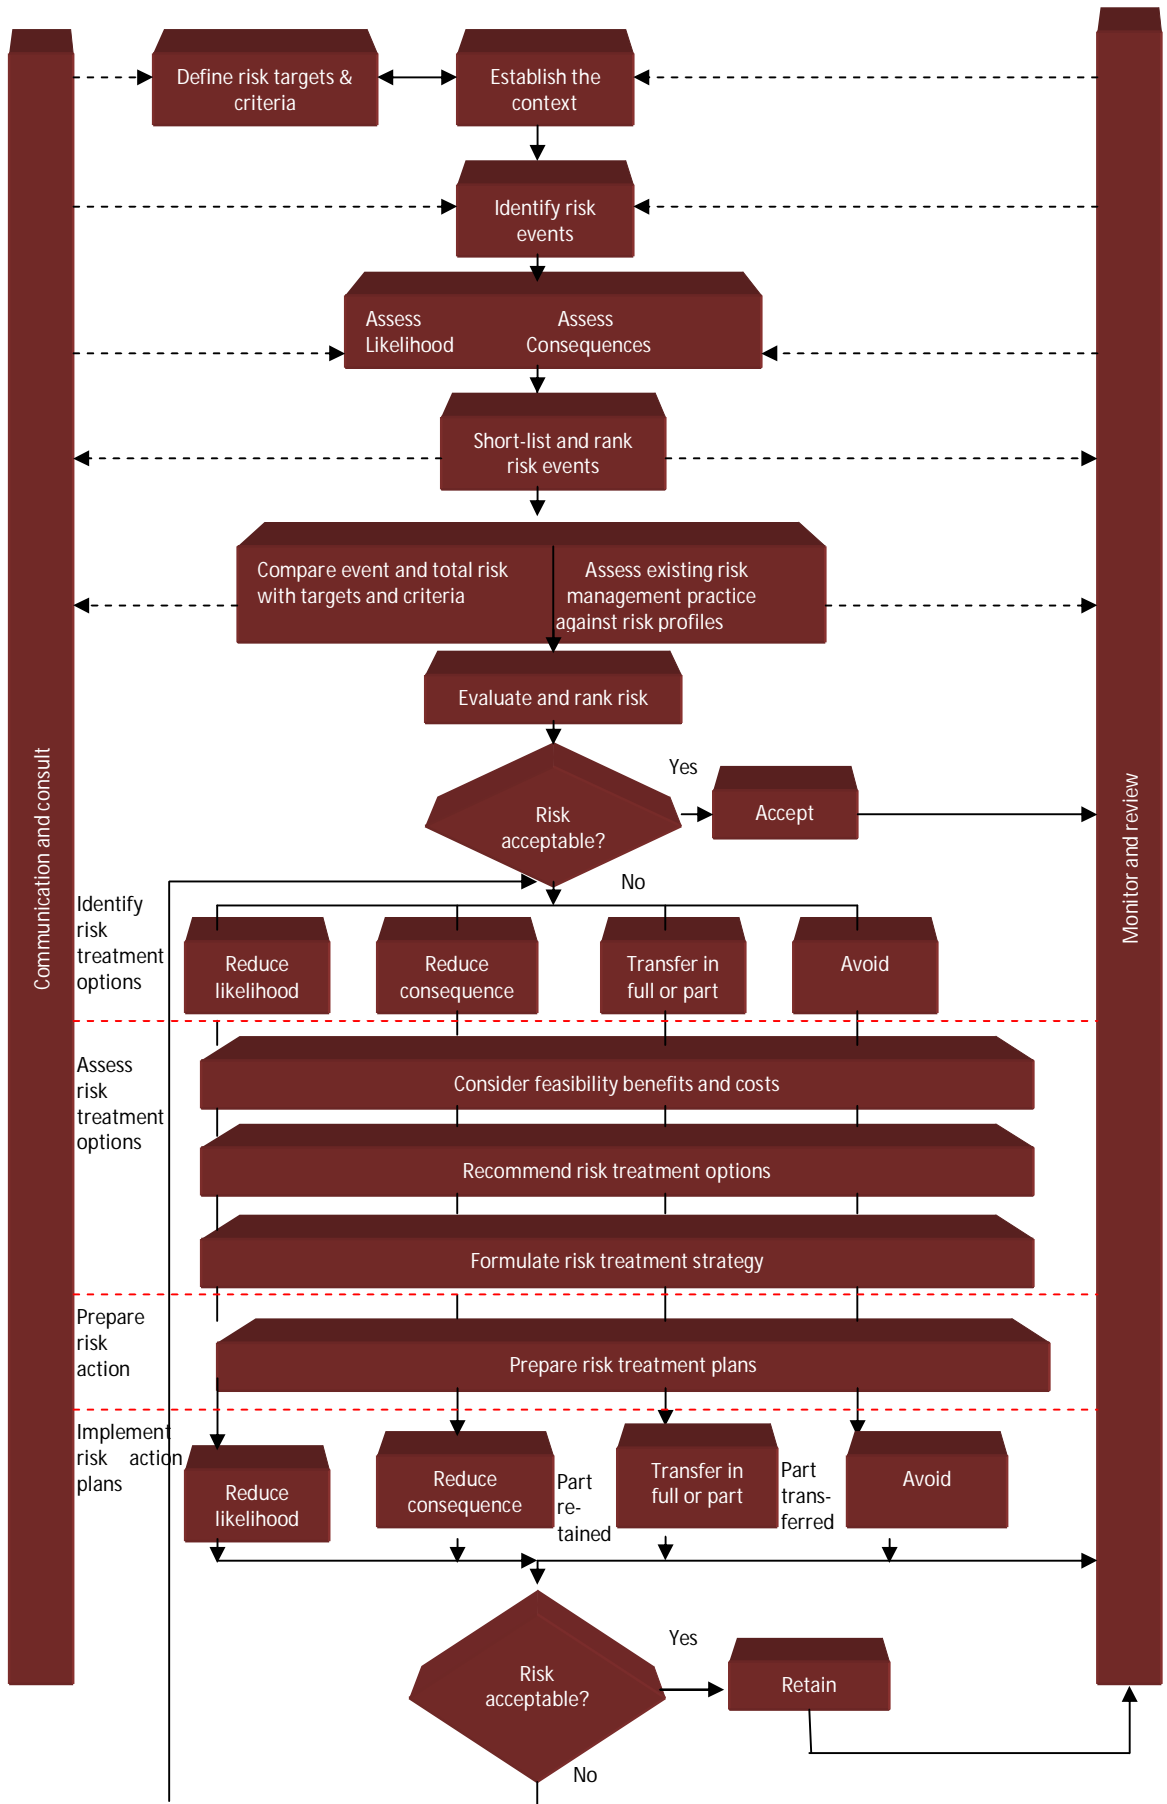 Define risk targets &
criteria
Establish the
context
Identify risk
events
Assess
Likelihood
Assess
Consequences
Short-list and rank
risk events
Compare event and total risk
with targets and criteria
Assess existing risk
management practice
against risk profiles
Evaluate and rank risk
Risk
acceptable?
Yes
Accept
No
Communication and consult
Monitor and review
Identify
risk
treatment
options
Reduce
likelihood
Reduce
consequence
Transfer in
full or part
Avoid
Assess
risk
treatment
options
Consider feasibility benefits and costs
Recommend risk treatment options
Formulate risk treatment strategy
Prepare
risk
action
Prepare risk treatment plans
Implement
risk action
plans
Reduce
likelihood
Reduce
consequence
Part
re-
tained
Transfer in
full or part
Part
trans-
ferred
Avoid
Risk
acceptable?
Yes
Retain
No